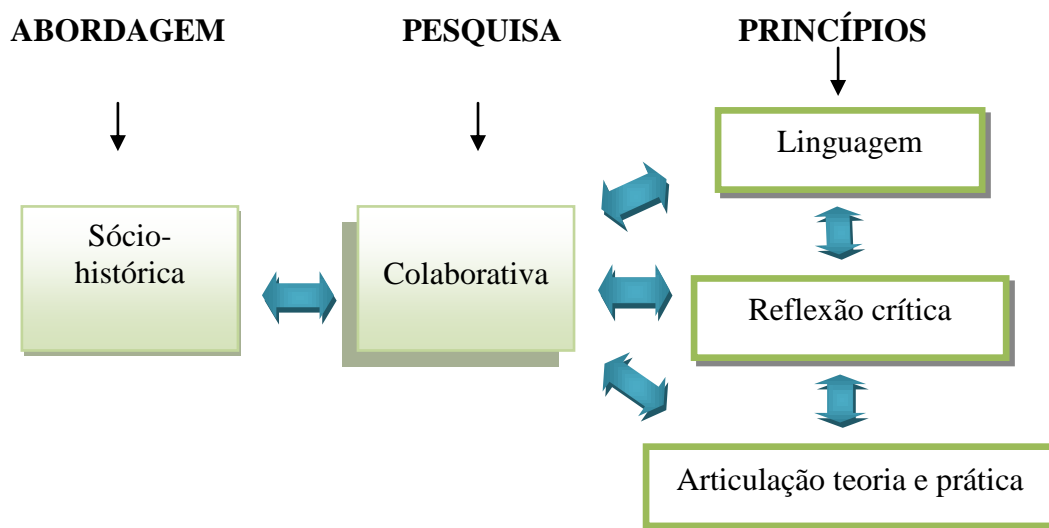 ABORDAGEM
PESQUISA
PRINCÍPIOS
Sócio-
histórica
Colaborativa
Linguagem
Reflexão crítica
Articulação teoria e prática